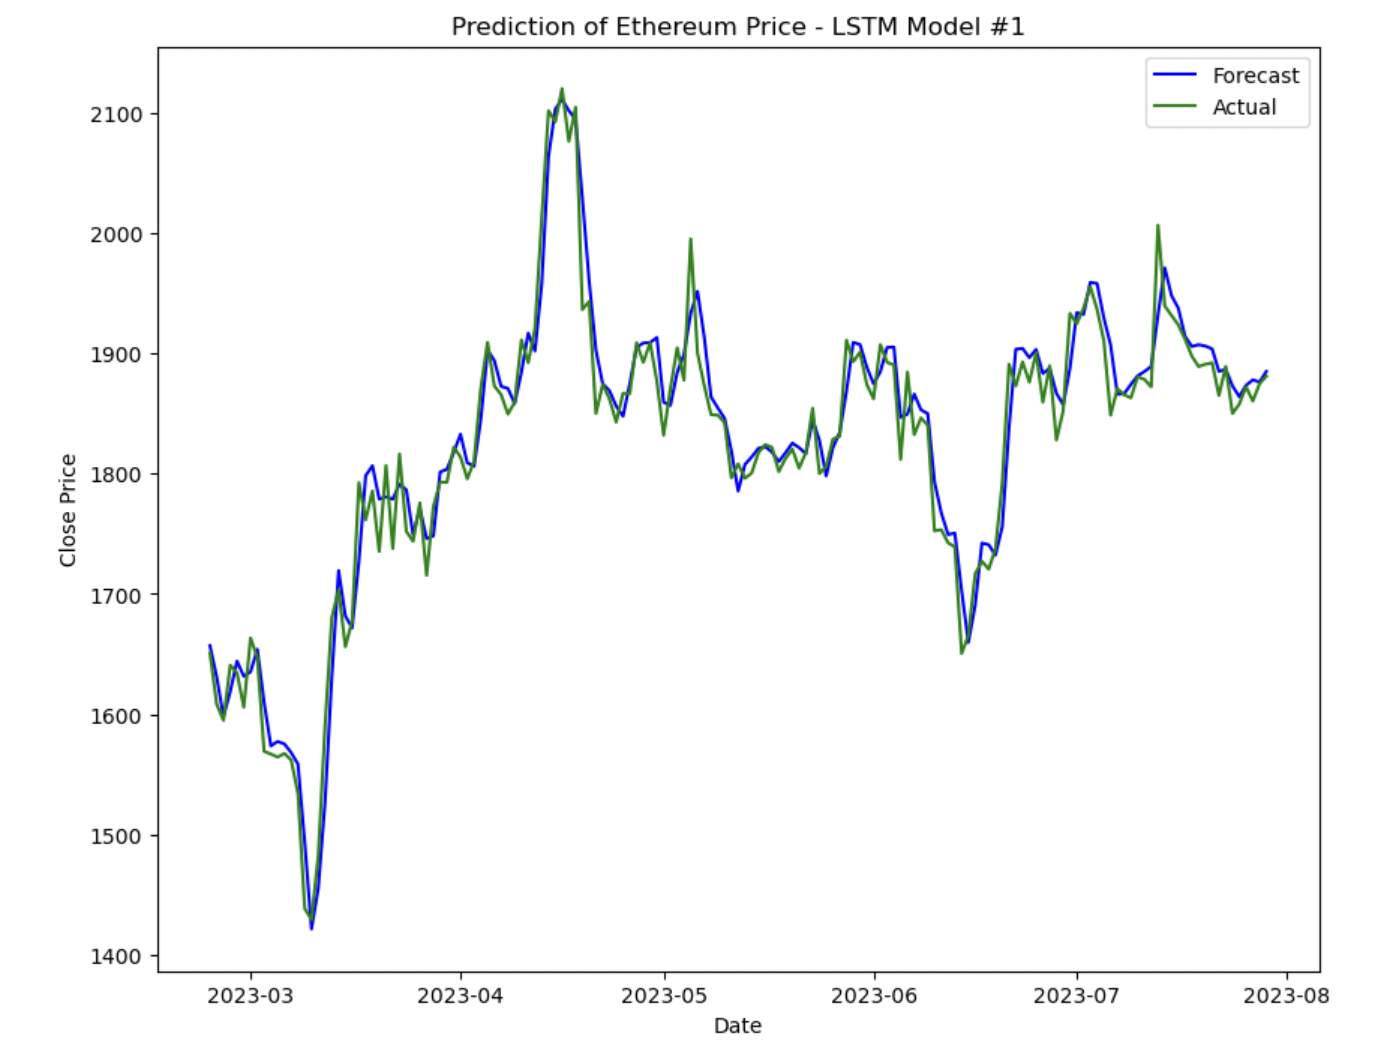 Prediction of Ethereum Price - LSTM Model #1
Forecast
Actual
2100
2000
1900
1800
1700
1600
1500
1400
Close Price
2023-03 2023-04 2023-05 2023-06 2023-07 2023-08
Date